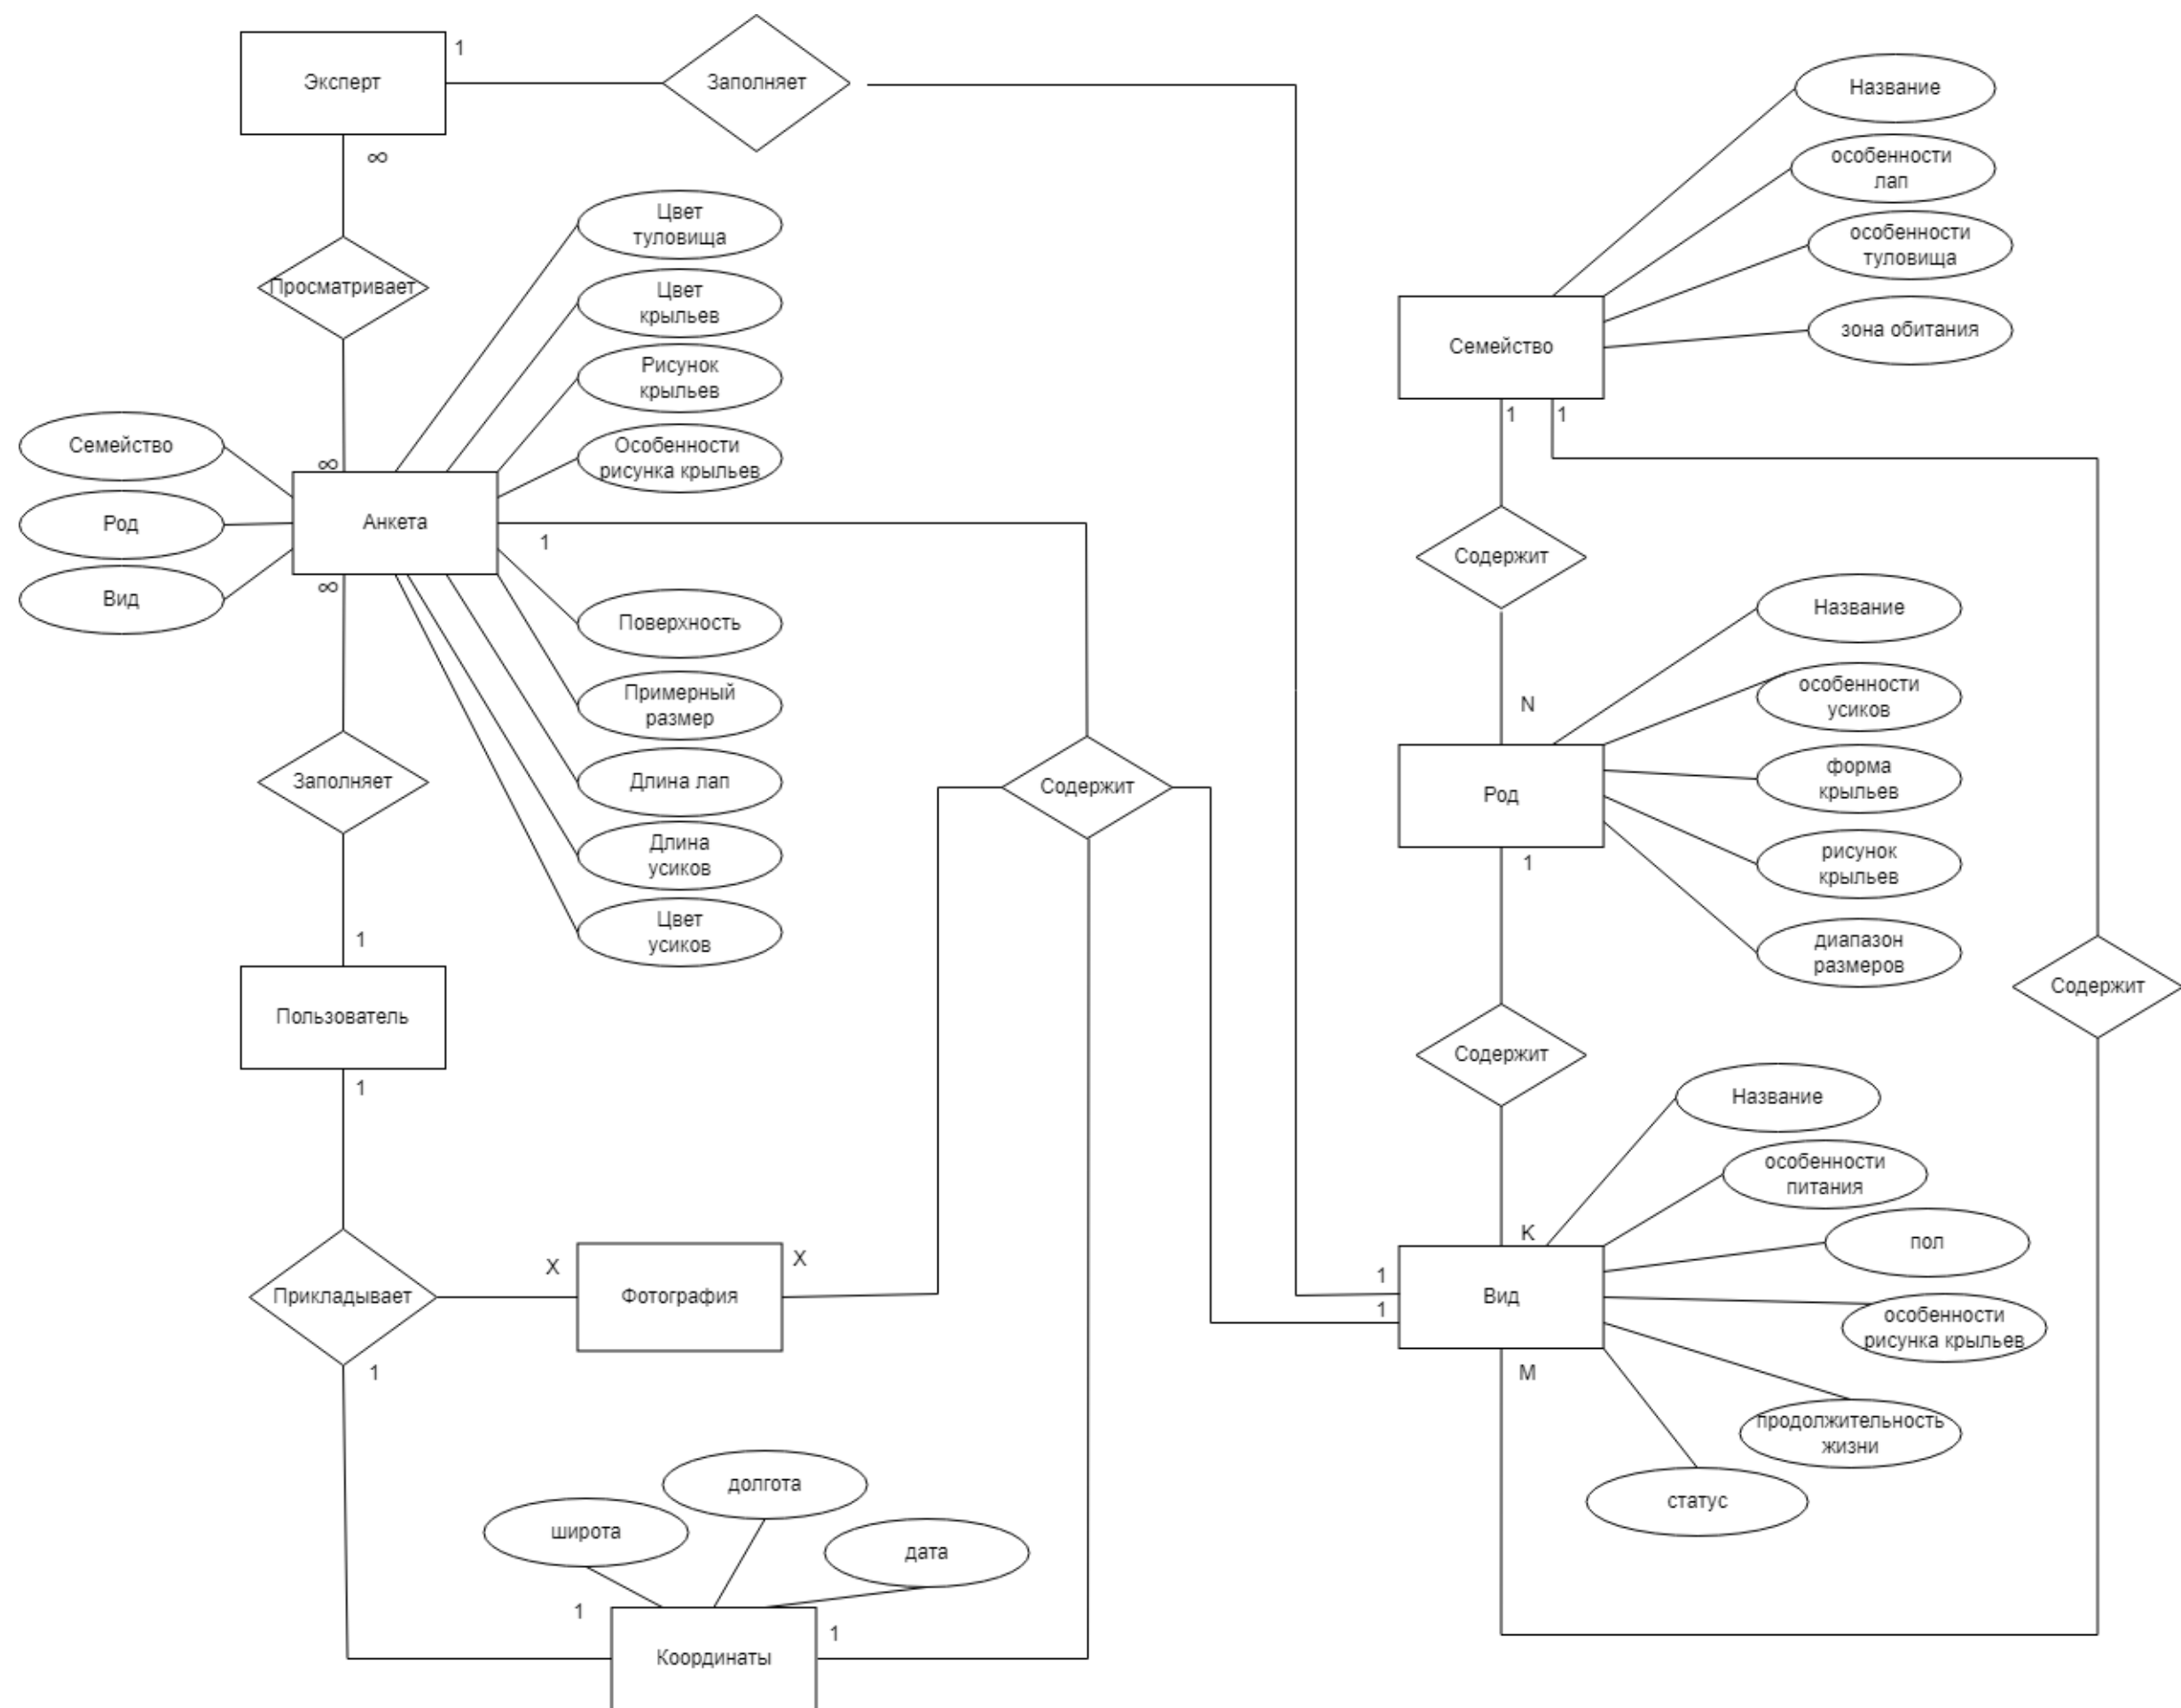 Эксперт
1
Заполняет
∞
Просматривает
∞
Цвет
туловища
Цвет
крыльев
Рисунок
крыльев
Особенности
рисунка крыльев
Семейство
Род
Вид
Анкета
1
∞
Поверхность
Примерный
размер
Длина лап
Длина
усиков
Цвет
усиков
Заполняет
1
Пользователь
1
Прикладывает
X
Фотография
X
1
широта
долгота
дата
1
Координаты
1
Содержит
Название
особенности
лап
особенности
туловища
зона обитания
Семейство
1
1
Содержит
N
Название
особенности
усиков
форма
крыльев
рисунок
крыльев
диапазон
размеров
Род
1
Содержит
Содержит
K
Название
особенности
питания
пол
особенности
рисунка крыльев
продолжительность
жизни
статус
1
1
Вид
M